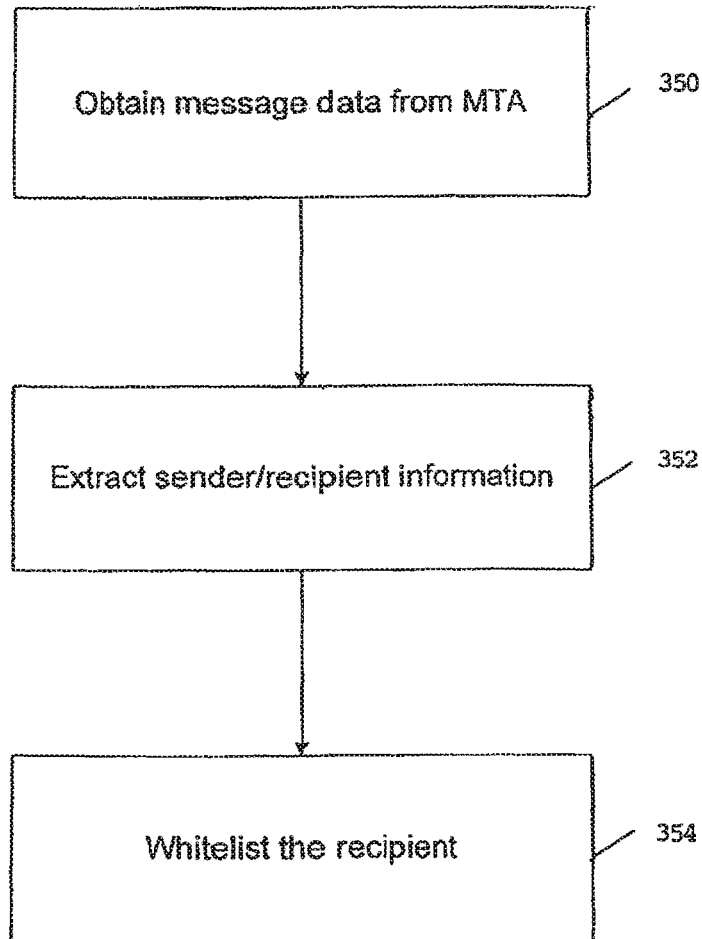 Obtain message data from MTA
350
Extract sender/recipient information
352
Whitelist the recipient
354